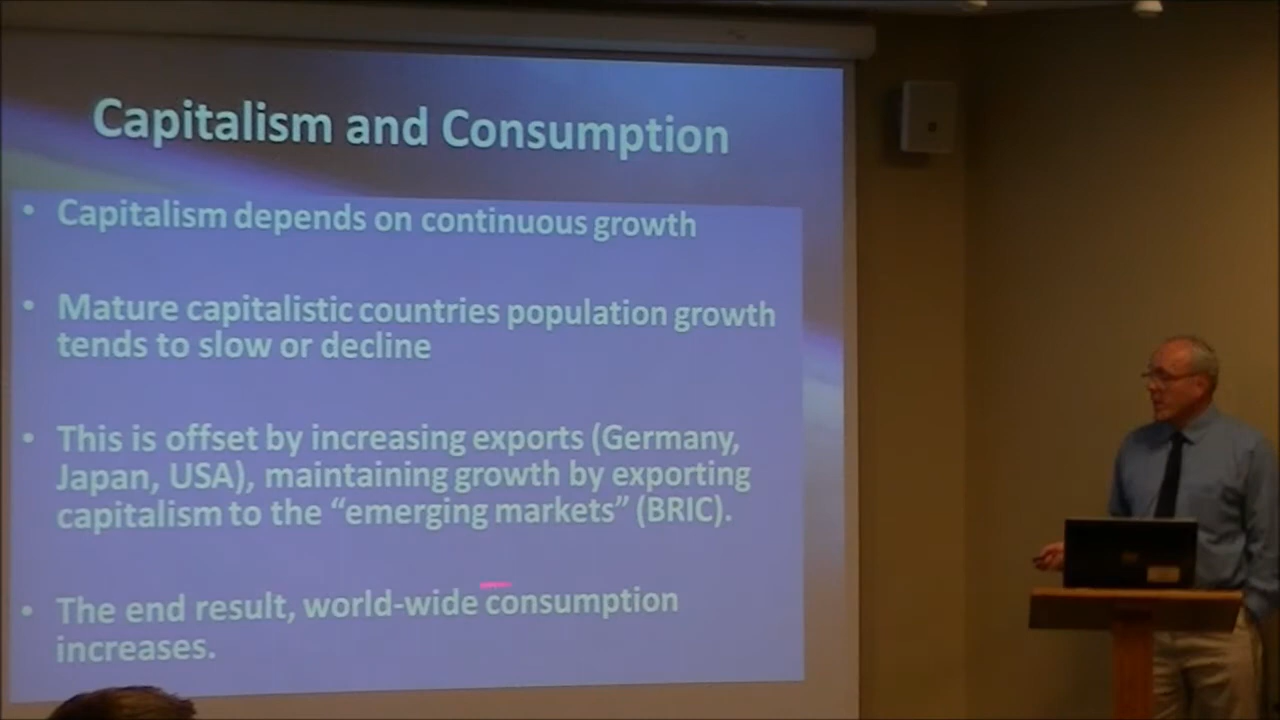 Capitalism and Consumption
• Capitalism depends on continuous growth
• Mature capitalistic countries population growth
tends to slow or decline
• This is offset by increasing exports (Germany,
Japan, USA), maintaining growth by exporting
capitalism to the “emerging markets” (BRIC).
• The end result, world-wide consumption
increases.